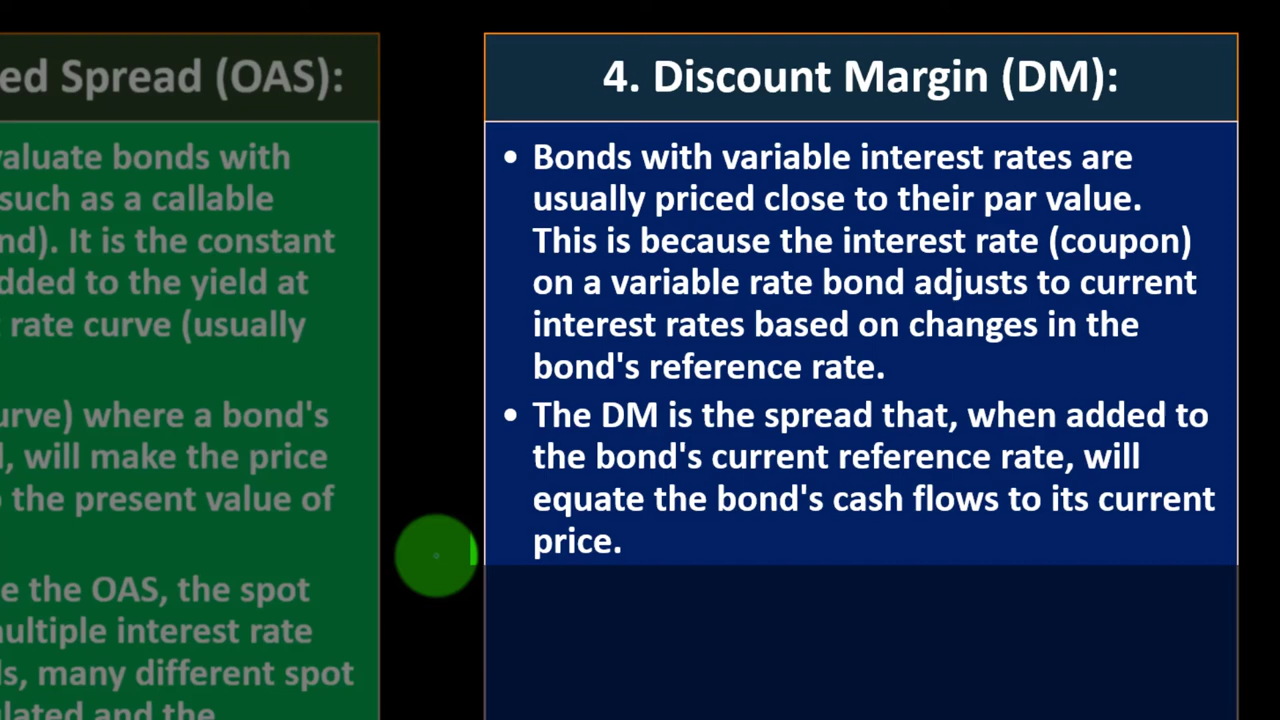 ed Spread (OAS):
valuate bonds with
such as a callable
nd). It is the constant
dded to the yield at
rate curve (usually
urve) where a bond's
, will make the price
the present value of
e the OAS, the spot
multiple interest rate
s, many different spot
lated and the
4. Discount Margin (DM):
• Bonds with variable interest rates are
usually priced close to their par value.
This is because the interest rate (coupon)
on a variable rate bond adjusts to current
interest rates based on changes in the
bond's reference rate.
• The DM is the spread that, when added to
the bond's current reference rate, will
equate the bond's cash flows to its current
price.